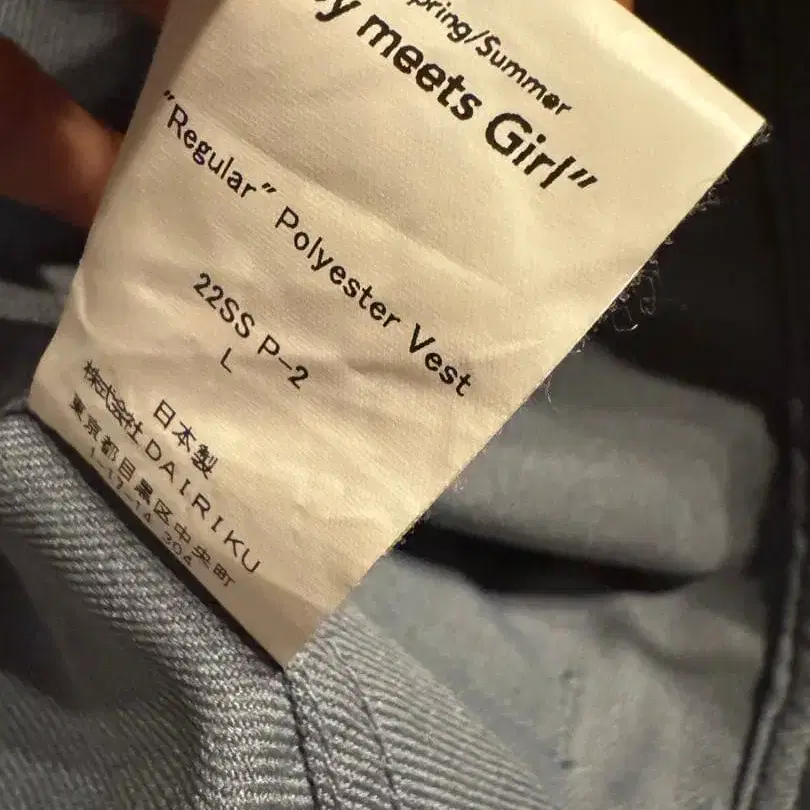 pring/Summer
y meets Girl"
"Regular" Polyester Vest
22SS P-2
L
日本製
株式会社DAIRIKU
東京都目黒区中央町
1-17-14 304